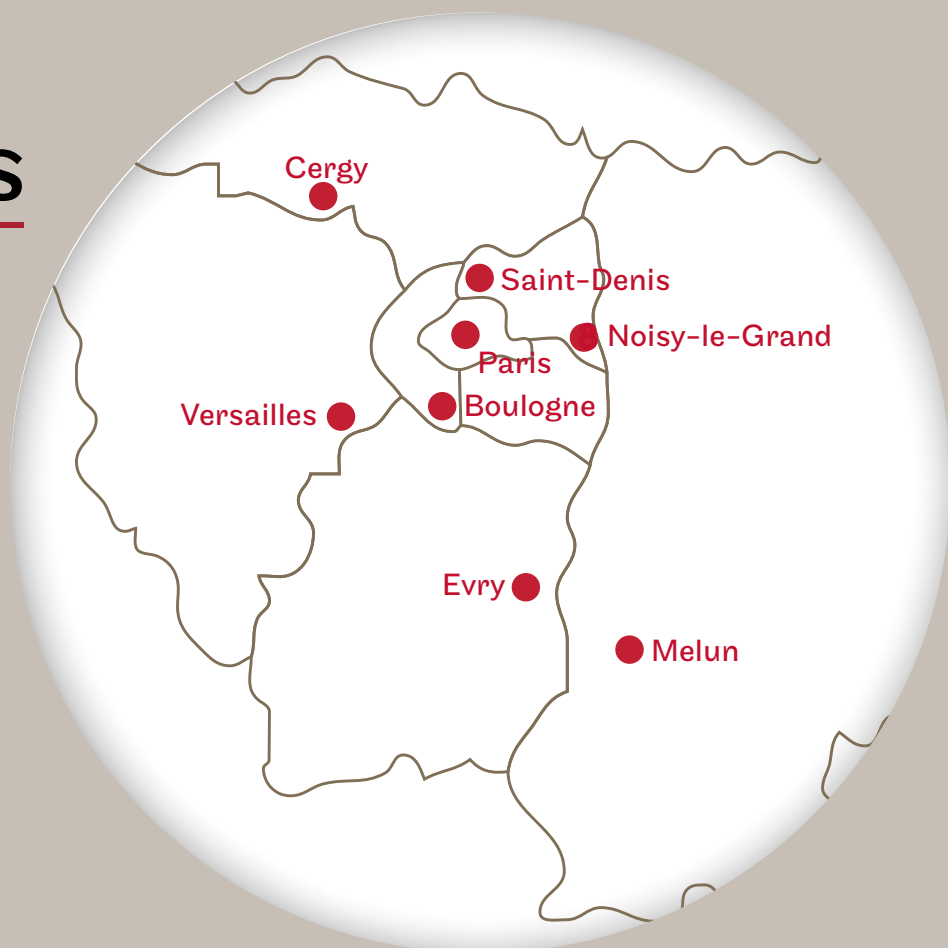 S
Cergy
Saint-Denis
Noisy-le-Grand
Paris
Boulogne
Versailles
Evry
Melun